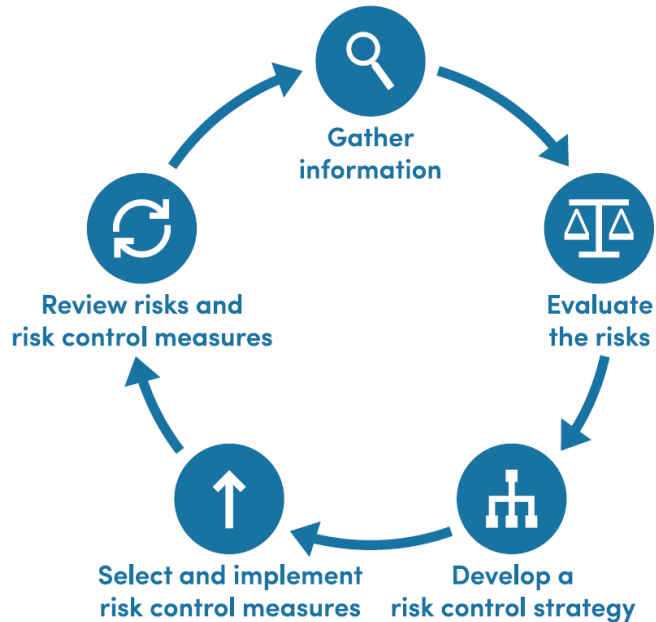 Gather
information
Evaluate
the risks
Develop a
risk control strategy
Select and implement
risk control measures
Review risks and
risk control measures